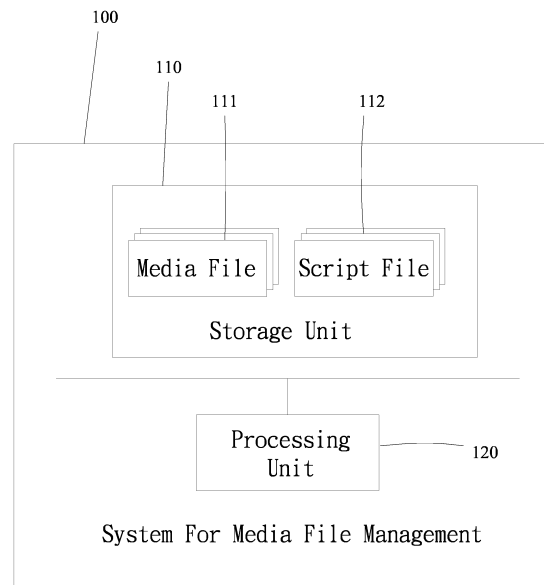 100
110
111
112
Media File
Script File
Storage Unit
Processing
Unit
120
System For Media File Management